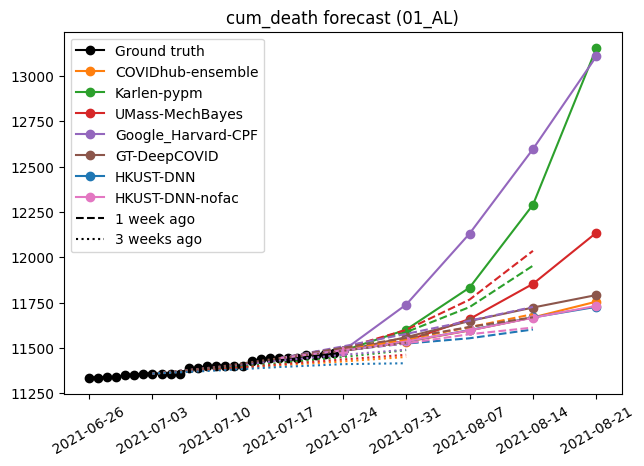 cum_death forecast (01_AL)
Ground truth
COVIDhub-ensemble
Karlen-pypm
UMass-MechBayes
Google_Harvard-CPF
GT-DeepCOVID
HKUST-DNN
HKUST-DNN-nofac
1 week ago
3 weeks ago
13000
12750
12500
12250
12000
11750
11500
11250
2021-06-26
2021-07-03
2021-07-10
2021-07-17
2021-07-24
2021-07-31
2021-08-07
2021-08-14
2021-08-21